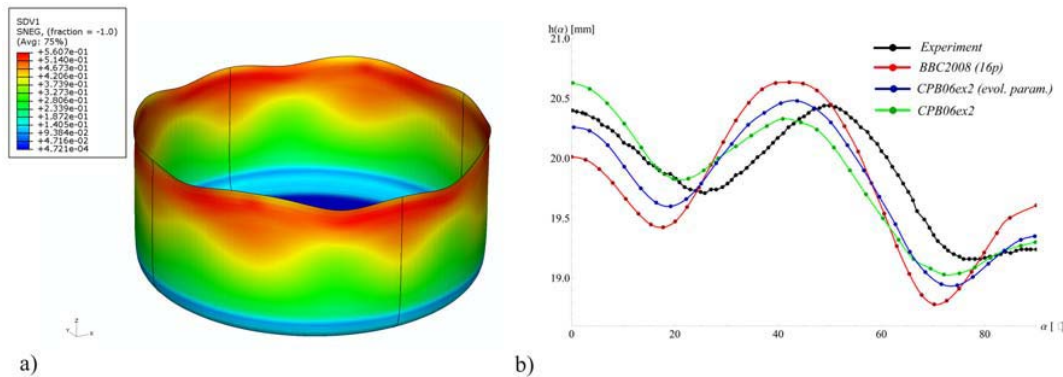 SDV1
SNEG, (fraction = -1.0)
(Avg: 75%)
+5.607e-01
+5.140e-01
+4.673e-01
+4.206e-01
+3.739e-01
+3.273e-01
+2.806e-01
+2.339e-01
+1.872e-01
+1.405e-01
+9.384e-02
+4.716e-02
+4.721e-04
Z
Y X
a)
h(α) [mm]
21.0
20.5
20.0
19.5
19.0
0 20 40 60 80
α [
Experiment
BBC2008 (16p)
CPB06ex2 (evol. param.)
CPB06ex2
b)